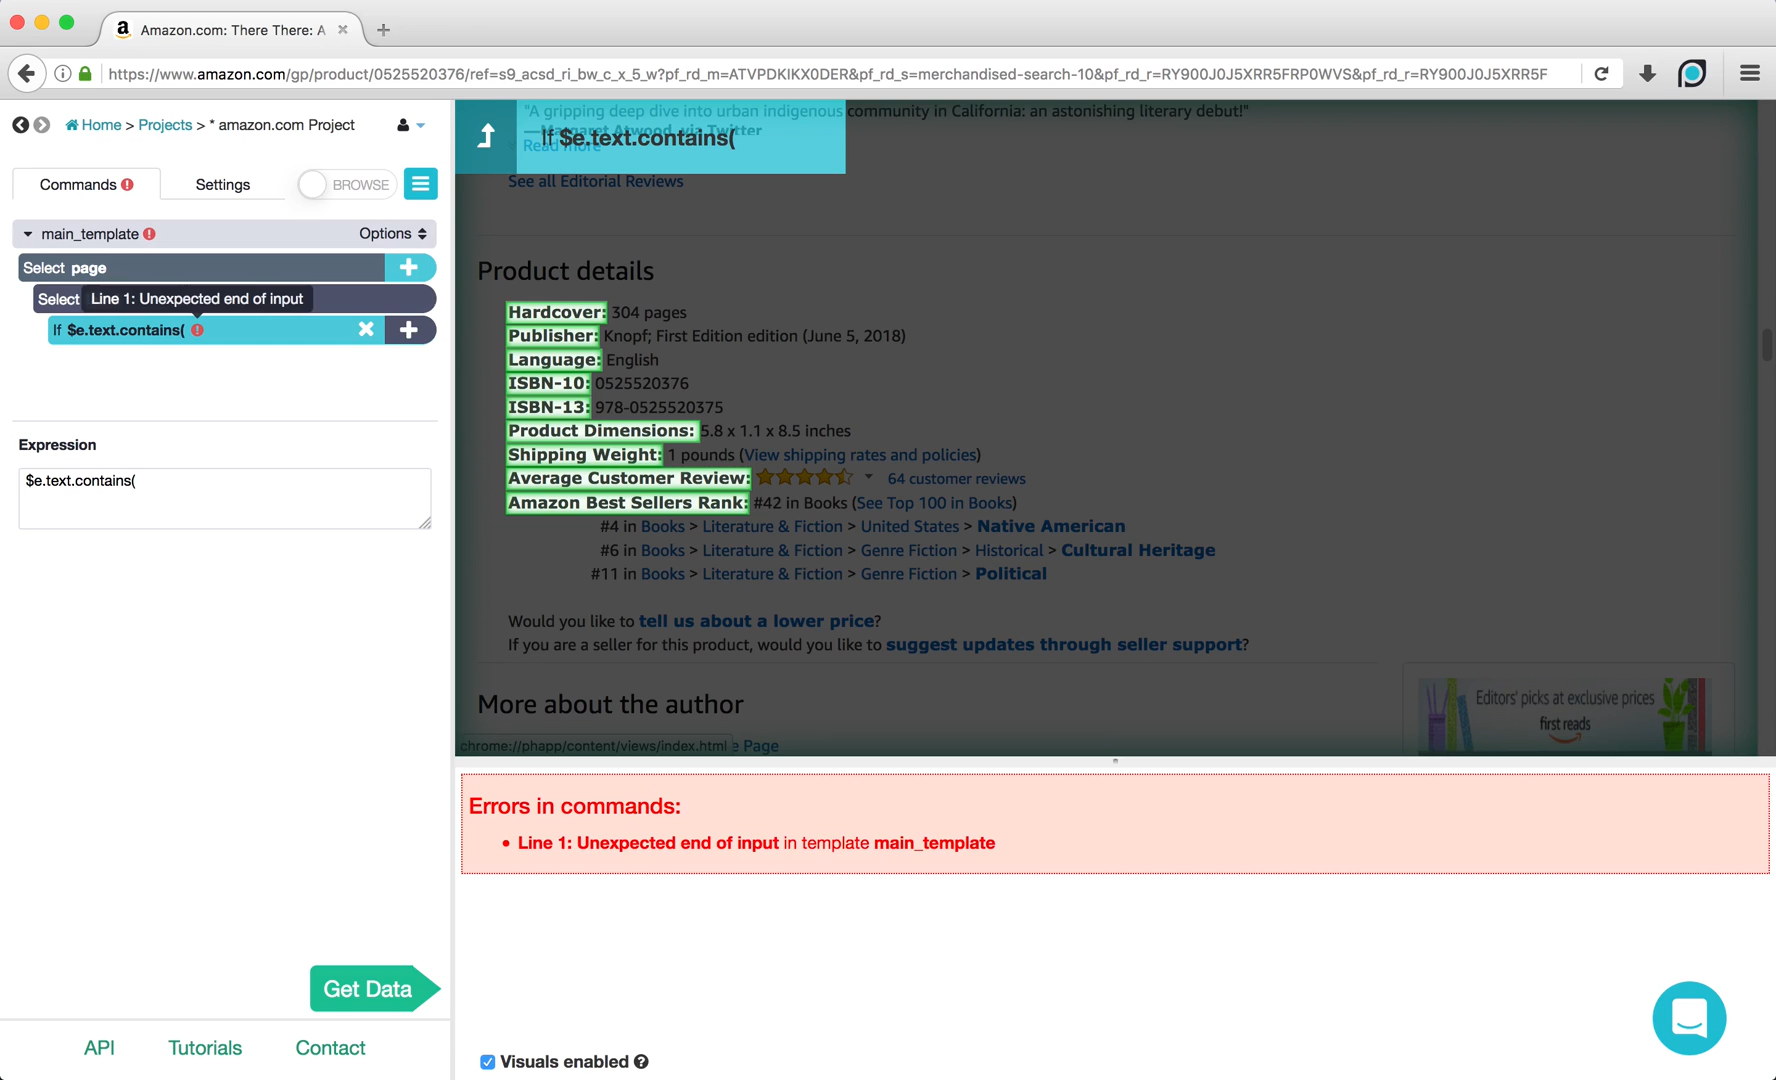 Amazon.com: There There: A
https://www.amazon.com/gp/product/0525520376/ref=s9_acsd_ri_bw_c_x_5_w?pf_rd_m=ATVPDKIKX0DER&pf_rd_s=merchandised-search-10&pf_rd_r=RY900J0J5XRR5FRP0WVS&pf_rd_r=RY900J0J5XRR5F
Home > Projects > * amazon.com Project
Commands
Settings
BROWSE
main_template
Options
Select page
Select
Line 1: Unexpected end of input
If $e.text.contains(
Expression
$e.text.contains(
Get Data
API
Tutorials
Contact
"A gripping deep dive into urban indigenous community in California: an astonishing literary debut!"
—Margaret Atwood, via Twitter
If $e.text.contains(
Read more
See all Editorial Reviews
Product details
Hardcover: 304 pages
Publisher: Knopf; First Edition edition (June 5, 2018)
Language: English
ISBN-10: 0525520376
ISBN-13: 978-0525520375
Product Dimensions: 5.8 x 1.1 x 8.5 inches
Shipping Weight: 1 pounds (View shipping rates and policies)
Average Customer Review: 64 customer reviews
Amazon Best Sellers Rank: #42 in Books (See Top 100 in Books)
#4 in Books > Literature & Fiction > United States > Native American
#6 in Books > Literature & Fiction > Genre Fiction > Historical > Cultural Heritage
#11 in Books > Literature & Fiction > Genre Fiction > Political
Would you like to tell us about a lower price?
If you are a seller for this product, would you like to suggest updates through seller support?
More about the author
Editors' picks at exclusive prices
first reads
chrome://phapp/content/views/index.html
e Page
Errors in commands:
• Line 1: Unexpected end of input in template main_template
Visuals enabled